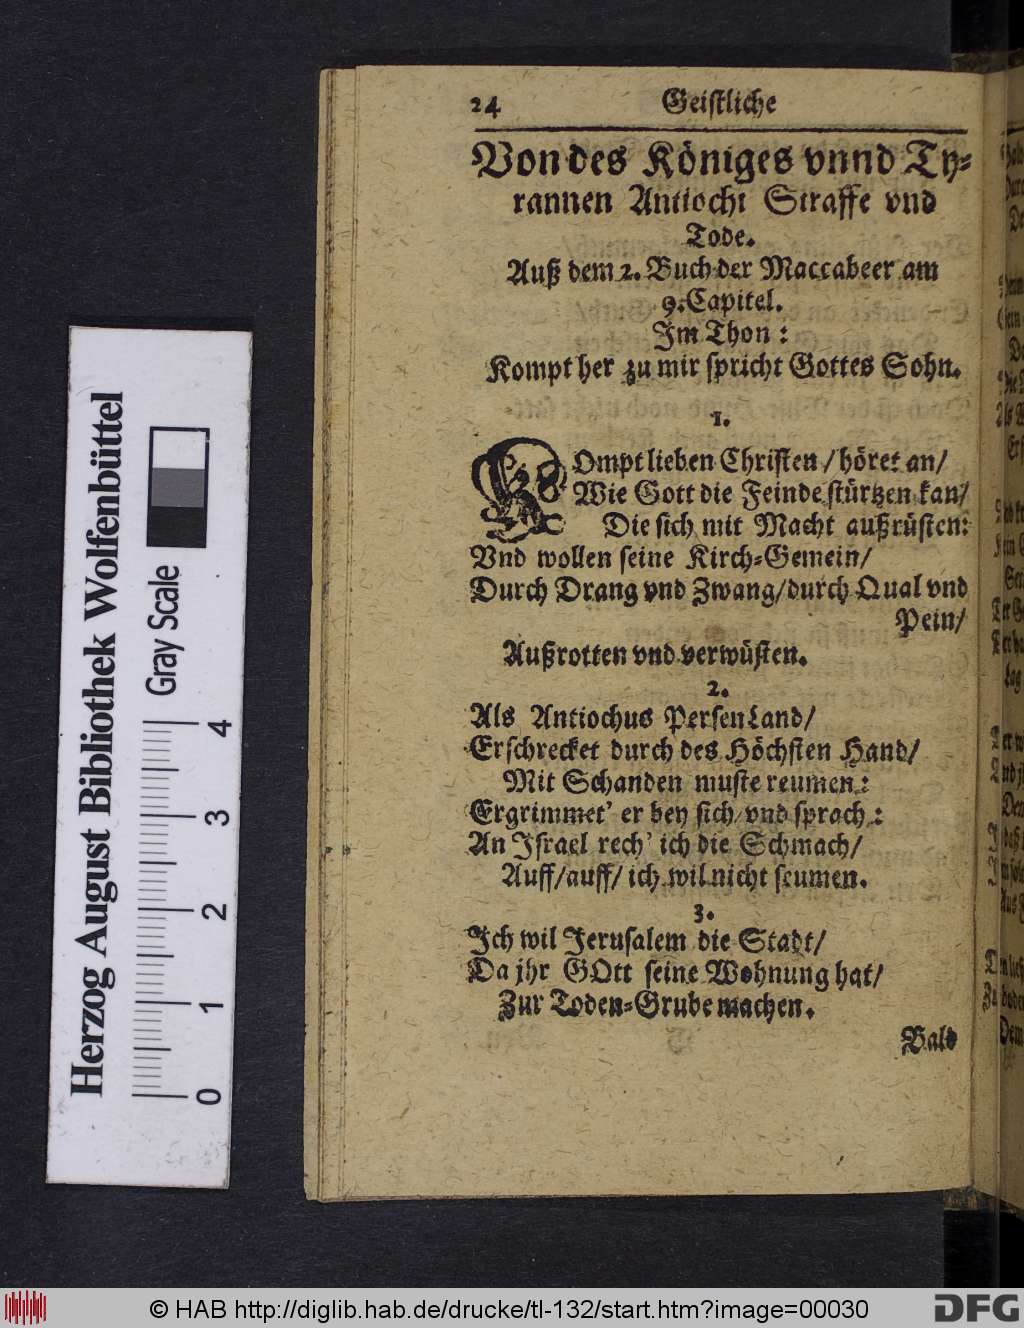 24 Geistliche
Von des Königes vnnd Ty-
rannen Antiochi Straffe vnd
Tode.
Auß dem 2. Buch der Maccabeer am
9. Capitel.
Im Thon:
Kompt her zu mir spricht Gottes Sohn.
1.
Kompt lieben Christen / höret an/
Wie Gott die Feinde stürtzen kan/
Die sich mit Macht außrüsten:
Vnd wollen seine Kirch-Gemein/
Durch Drang vnd Zwang/durch Qual vnd
Pein/
Außrotten vnd verwüsten.
2.
Als Antiochus Persen Land/
Erschrecket durch des Höchsten Hand/
Mit Schanden muste reumen:
Ergrimmet' er bey sich/vnd sprach:
An Israel rech' ich die Schmach/
Auff/auff/ ich wil nicht seumen.
3.
Ich wil Jerusalem die Stadt/
Da jhr GOtt seine Wohnung hat/
Zur Toden-Grube machen.
Bald
Herzog August Bibliothek Wolfenbüttel
Gray Scale
0 1 2 3 4
© HAB http://diglib.hab.de/drucke/tl-132/start.htm?image=00030
DFG